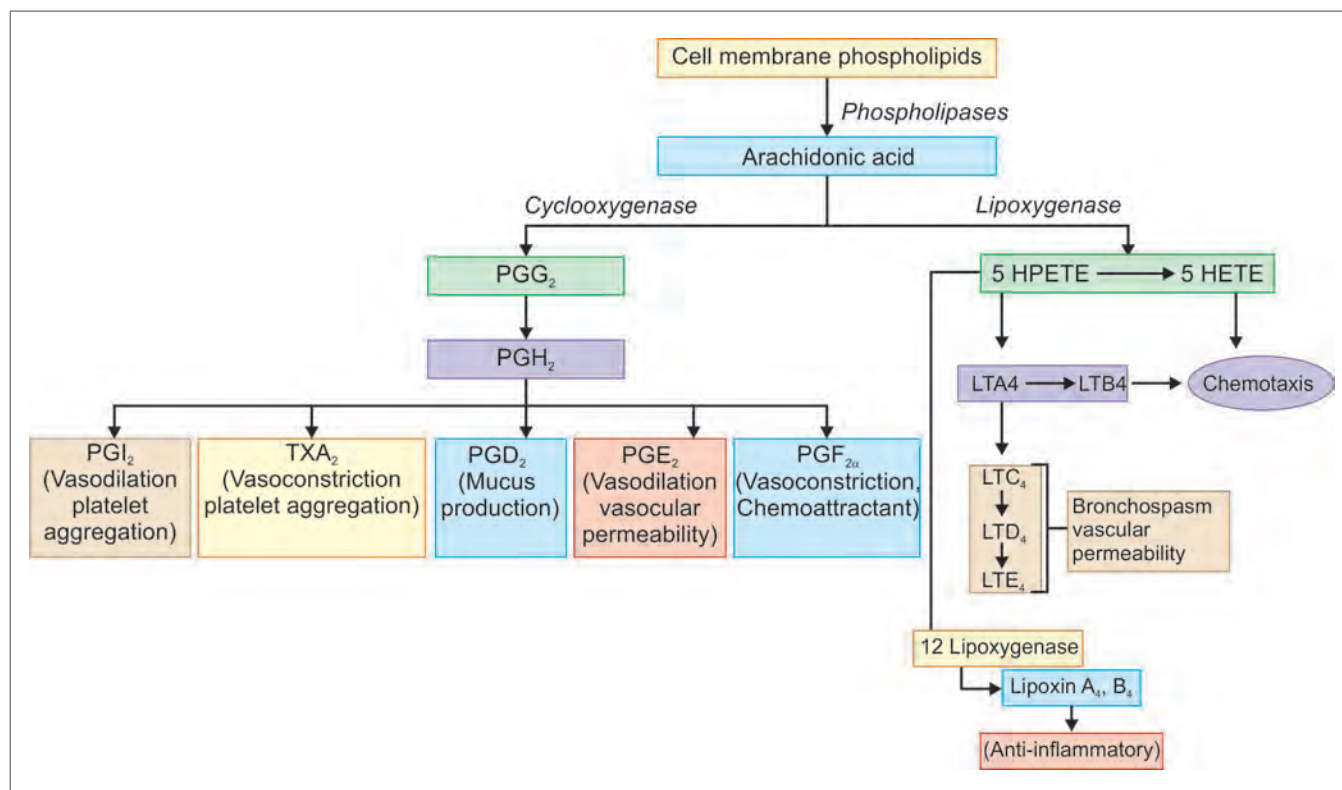 Cell membrane phospholipids
Phospholipases
Arachidonic acid
Cyclooxygenase
Lipoxygenase
PGG₂
5 HPETE
5 HETE
PGH₂
LTA4
LTB4
Chemotaxis
PGI₂
(Vasodilation
platelet
aggregation)
TXA₂
(Vasoconstriction
platelet aggregation)
PGD₂
(Mucus
production)
PGE₂
(Vasodilation
vasocular
permeability)
PGF₂α
(Vasoconstriction,
Chemoattractant)
LTC₄
LTD₄
LTE₄
Bronchospasm
vascular
permeability
12 Lipoxygenase
Lipoxin A₄, B₄
(Anti-inflammatory)